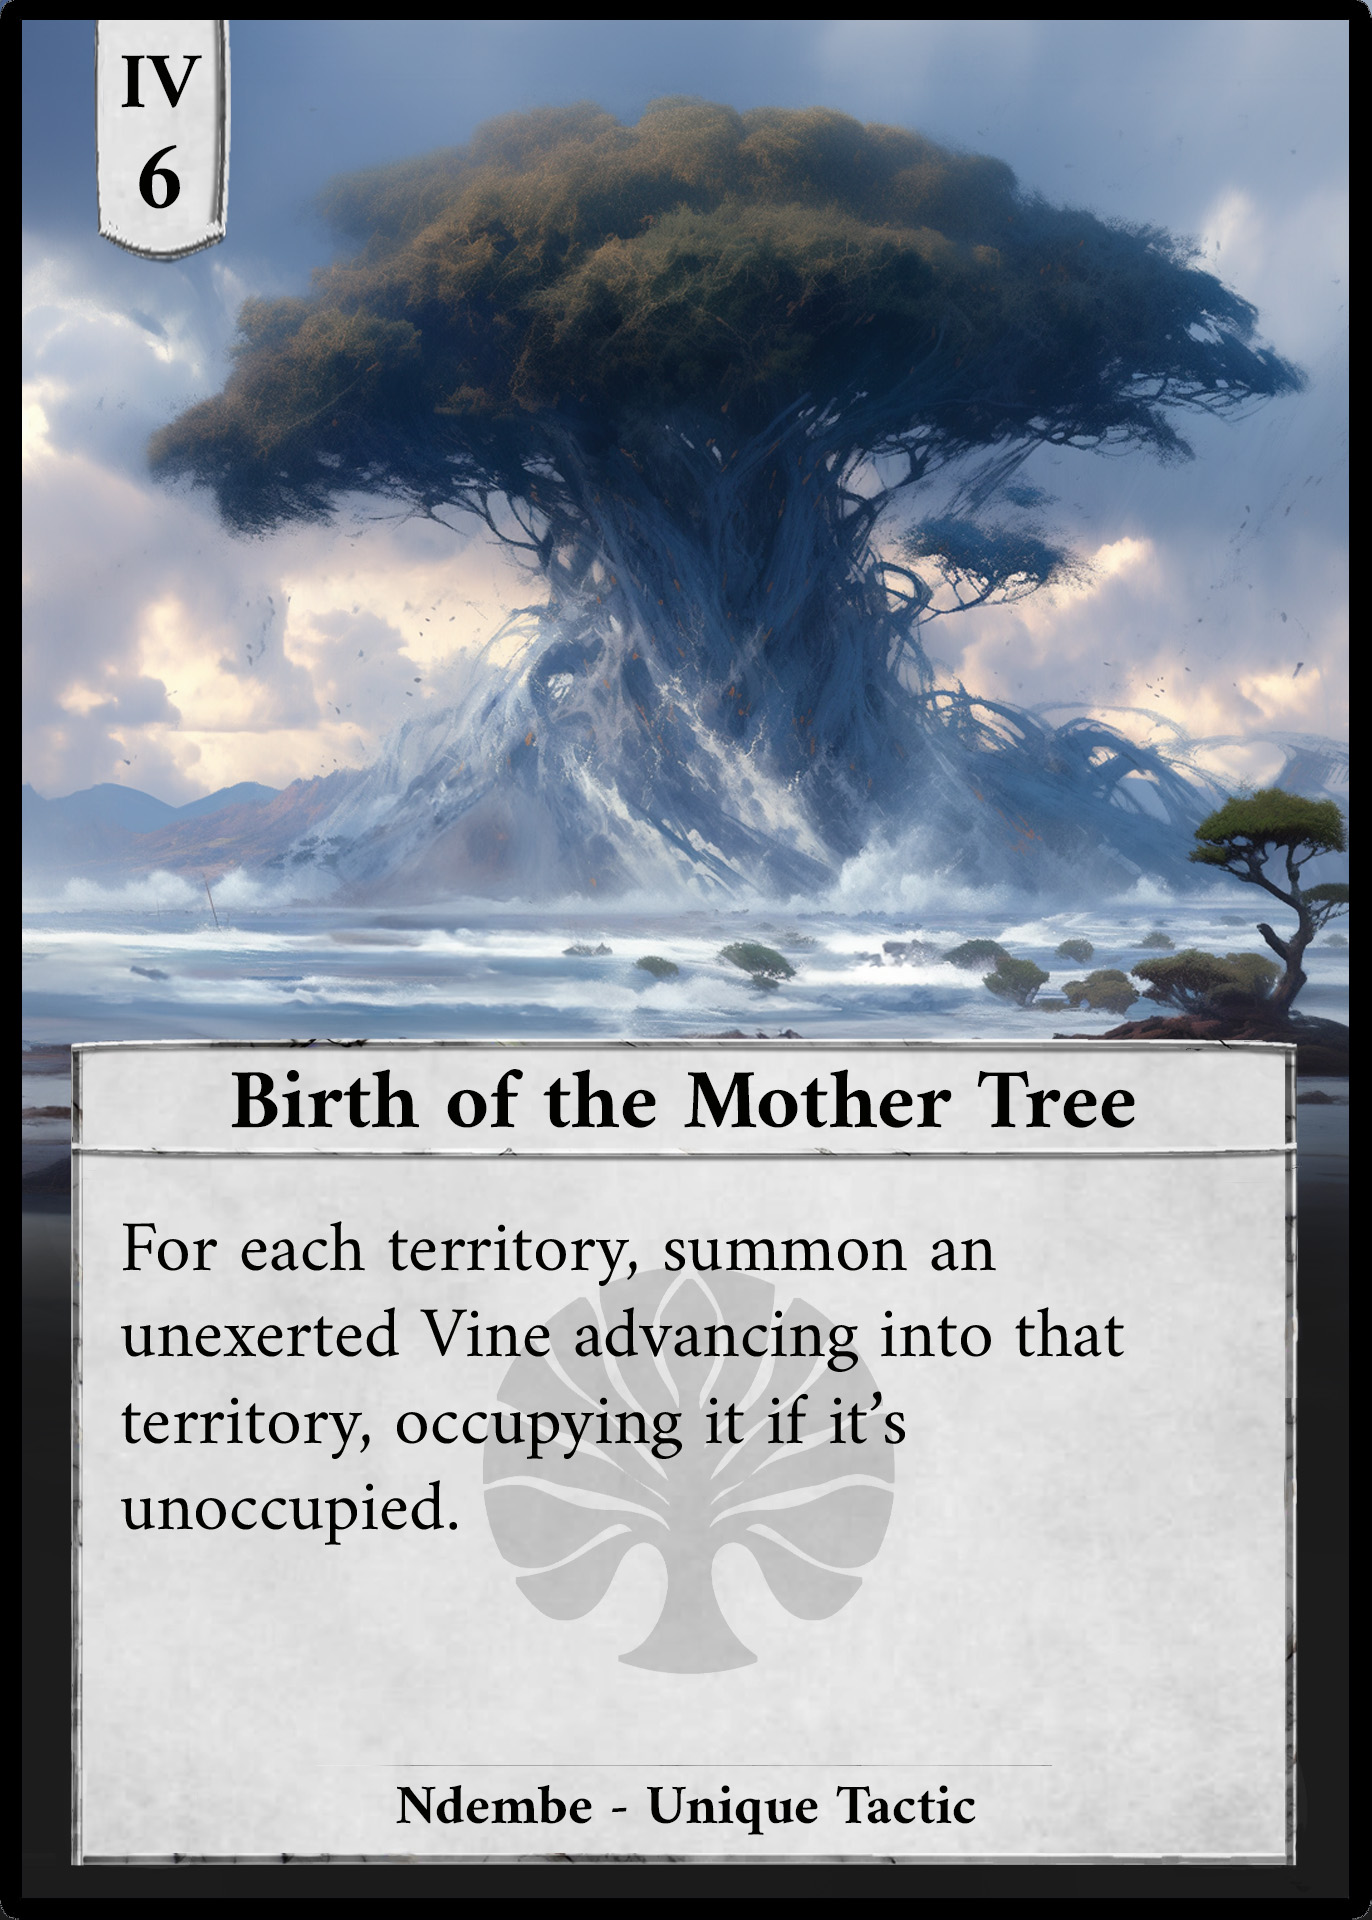 IV
6
Birth of the Mother Tree
For each territory, summon an
unexerted Vine advancing into that
territory, occupying it if it’s
unoccupied.
Ndembe - Unique Tactic